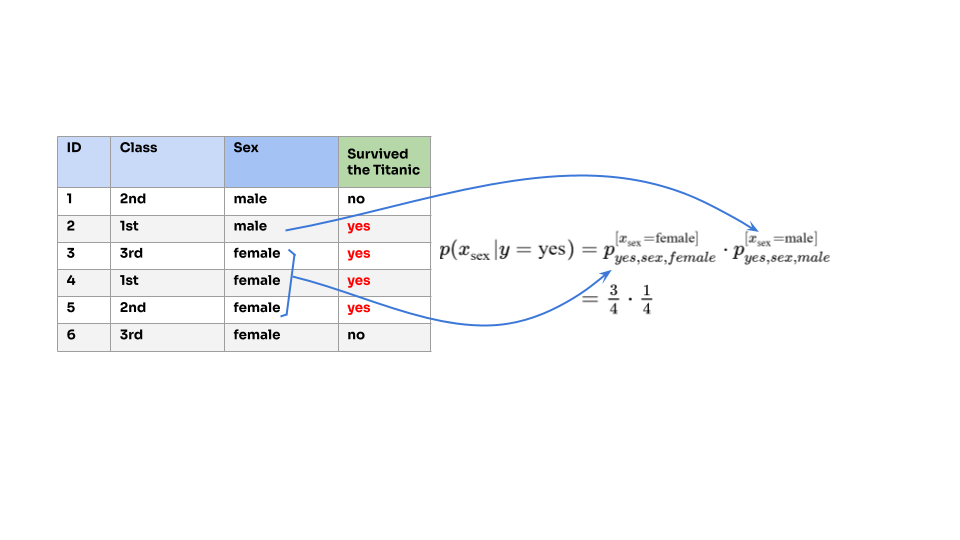 ID Class Sex Survived the Titanic
1 2nd male no
2 1st male yes
3 3rd female yes
4 1st female yes
5 2nd female yes
6 3rd female no
p(x_sex|y = yes) = p_{yes,sex,female}^{[x_sex=female]} · p_{yes,sex,male}^{[x_sex=male]}
= 3/4 · 1/4